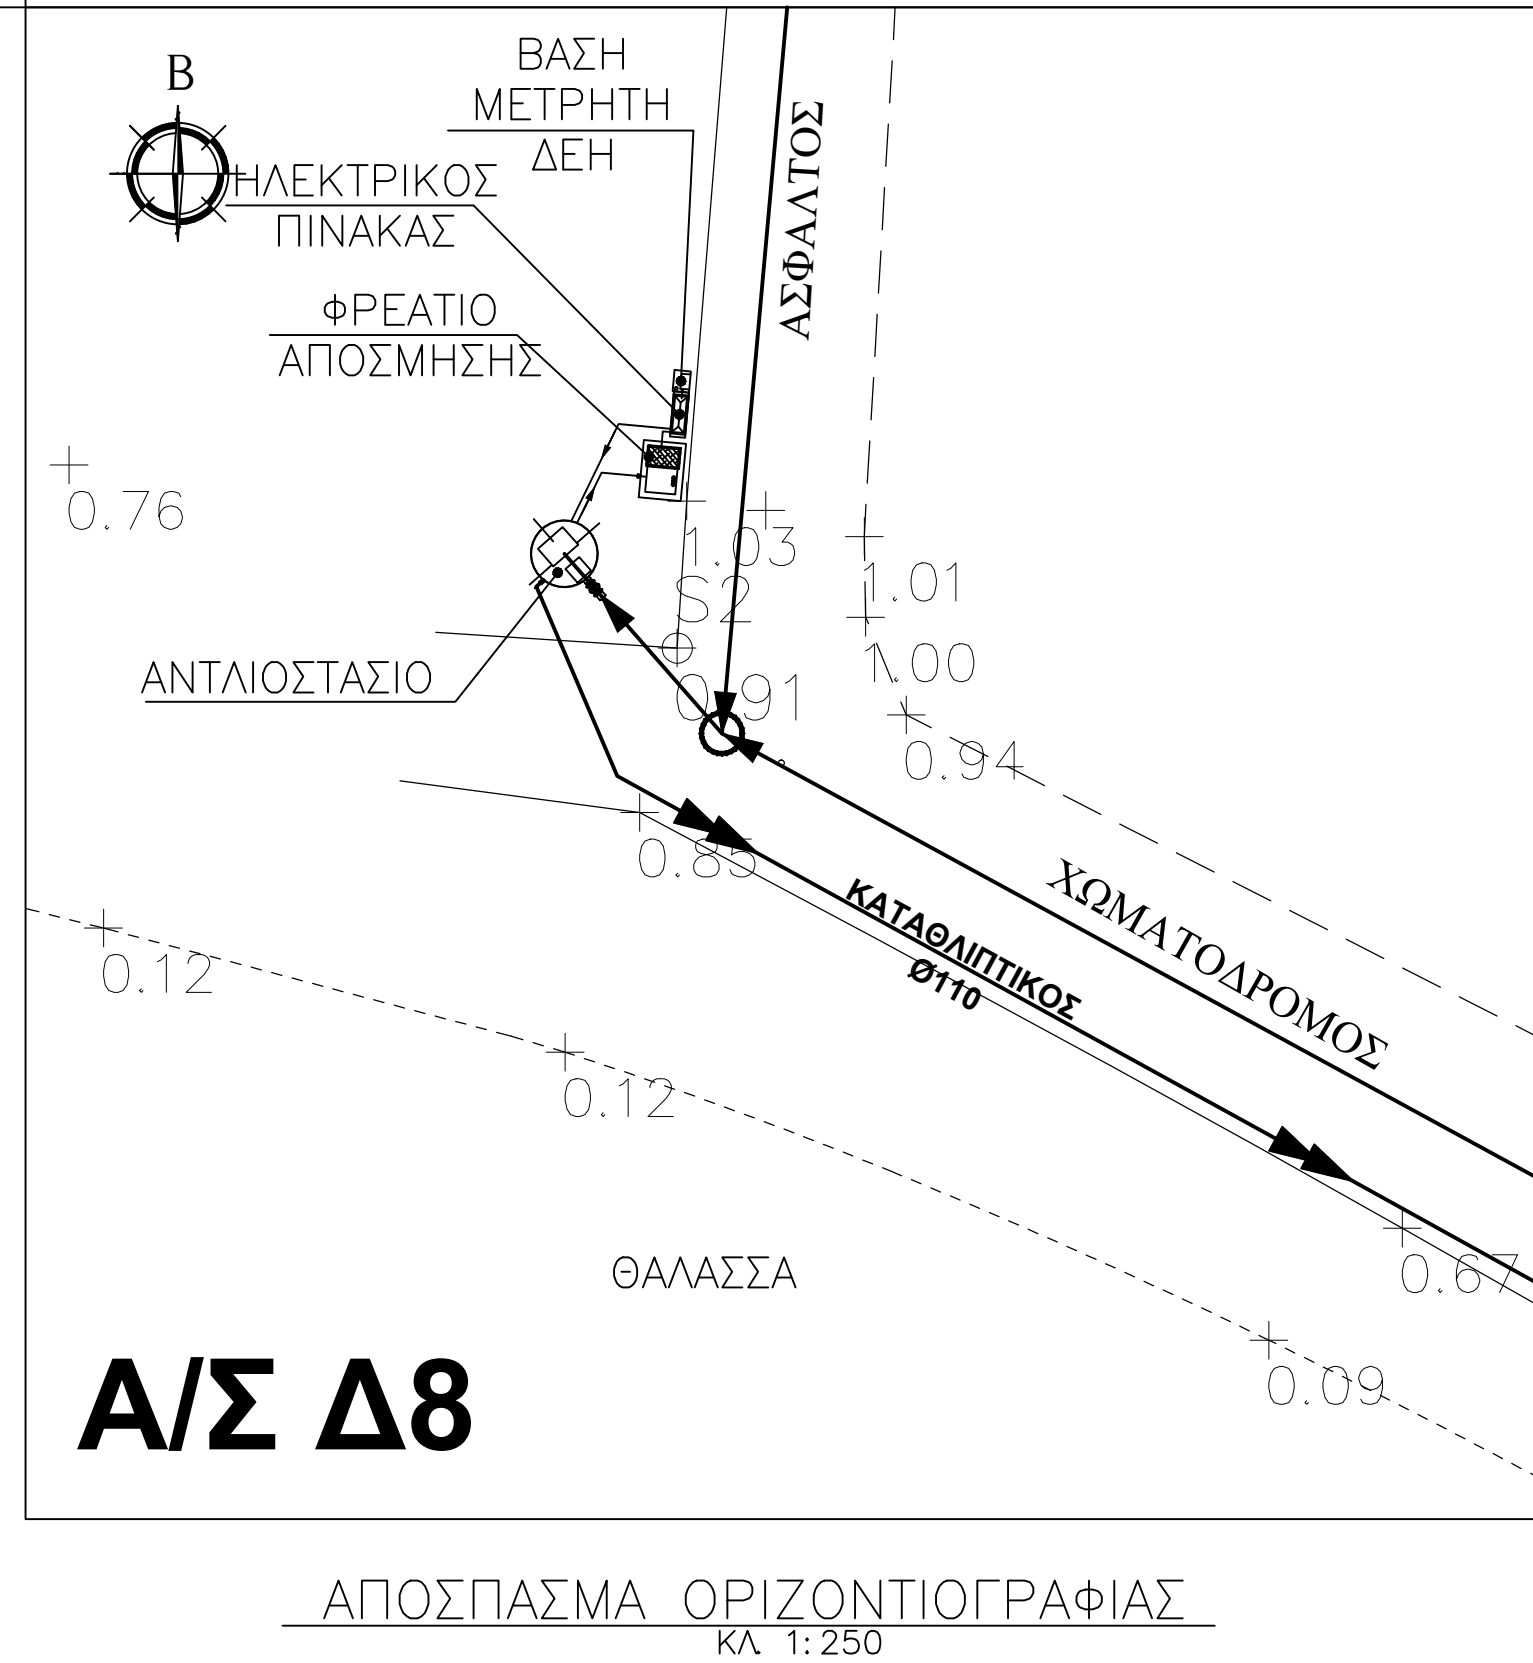 Β
ΒΑΣΗ
ΜΕΤΡΗΤΗ
ΔΕΗ
ΗΛΕΚΤΡΙΚΟΣ
ΠΙΝΑΚΑΣ
ΦΡΕΑΤΙΟ
ΑΠΟΣΜΗΣΗΣ
ΑΣΦΑΛΤΟΣ
0.76
1.03
S2
1.01
1.00
0.91
ΑΝΤΛΙΟΣΤΑΣΙΟ
0.94
0.85
ΧΩΜΑΤΟΔΡΟΜΟΣ
ΚΑΤΑΘΛΙΠΤΙΚΟΣ
Ø110
0.12
0.12
ΘΑΛΑΣΣΑ
0.67
0.09
Α/Σ Δ8
ΑΠΟΣΠΑΣΜΑ ΟΡΙΖΟΝΤΙΟΓΡΑΦΙΑΣ
ΚΛ. 1:250